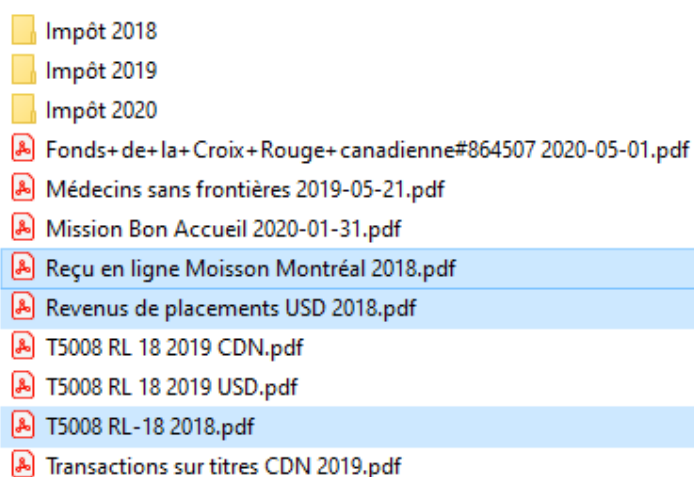 Impôt 2018
Impôt 2019
Impôt 2020
Fonds+de+la+Croix+Rouge+canadienne#864507 2020-05-01.pdf
Médecins sans frontières 2019-05-21.pdf
Mission Bon Accueil 2020-01-31.pdf
Reçu en ligne Moisson Montréal 2018.pdf
Revenus de placements USD 2018.pdf
T5008 RL 18 2019 CDN.pdf
T5008 RL 18 2019 USD.pdf
T5008 RL-18 2018.pdf
Transactions sur titres CDN 2019.pdf